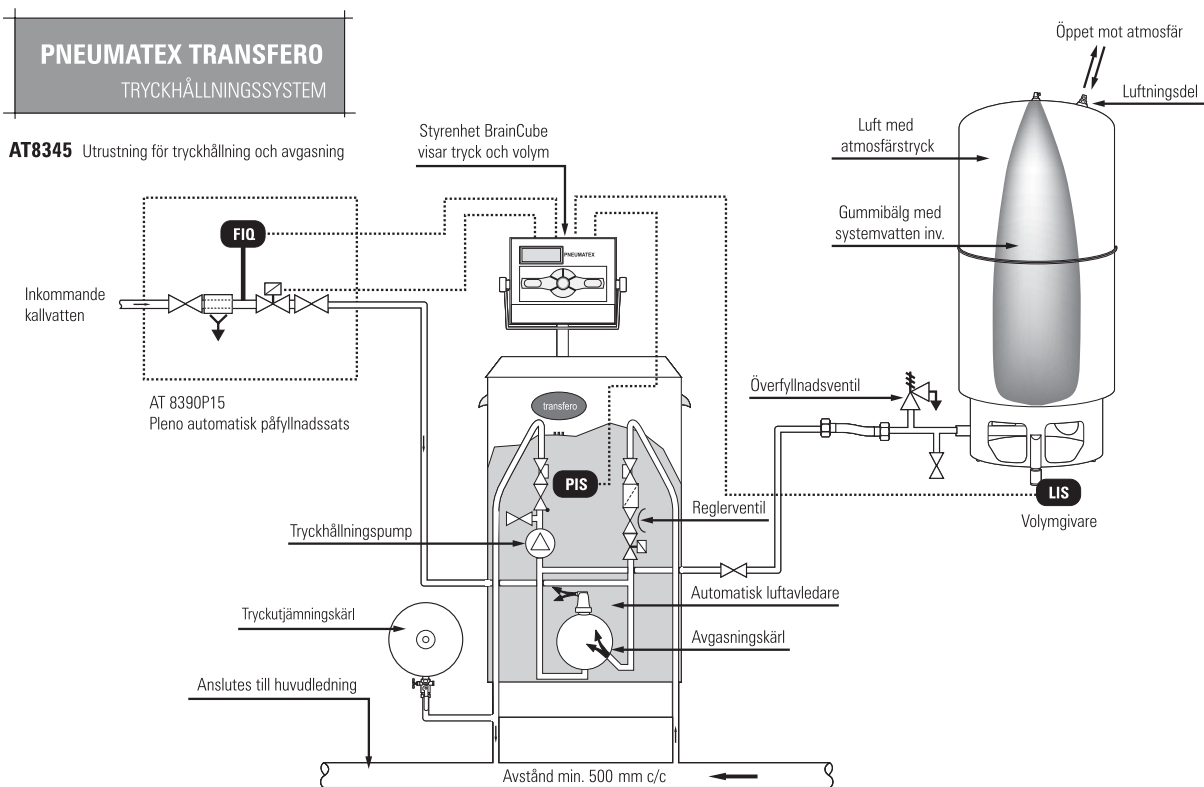 PNEUMATEX TRANSFERO
TRYCKHÅLLNINGSSYSTEM
AT8345 Utrustning för tryckhållning och avgasning
Styrenhet BrainCube
visar tryck och volym
Öppet mot atmosfär
Luftningsdel
Luft med
atmosfärstryck
Gummibälg med
systemvatten inv.
FIQ
PNEUMATEX
Inkommande
kallvatten
AT 8390P15
Pleno automatisk påfyllnadssats
transfero
Överfyllnadsventil
PIS
LIS
Volymgivare
Reglerventil
Tryckhållningspump
Automatisk luftavledare
Tryckutjämningskärl
Avgasningskärl
Anslutes till huvudledning
Avstånd min. 500 mm c/c